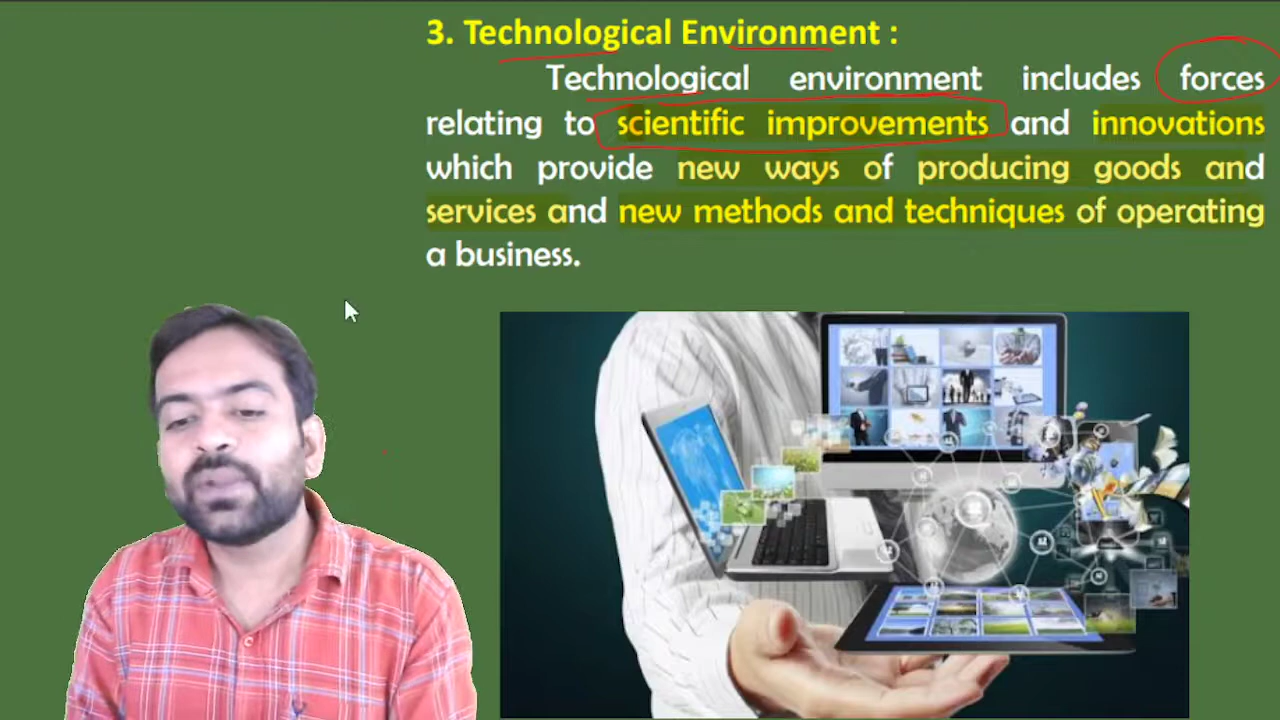 3. Technological Environment :
Technological environment includes forces
relating to scientific improvements and innovations
which provide new ways of producing goods and
services and new methods and techniques of operating
a business.